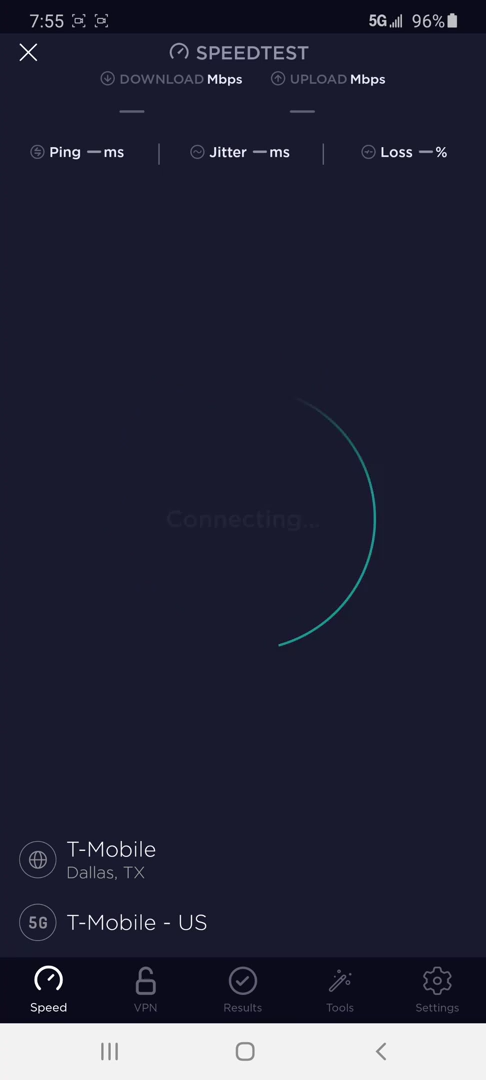 7:55 5G 96%
SPEEDTEST
DOWNLOAD Mbps UPLOAD Mbps
— —
Ping — ms | Jitter — ms | Loss — %
Connecting...
T-Mobile
Dallas, TX
5G T-Mobile - US
Speed VPN Results Tools Settings